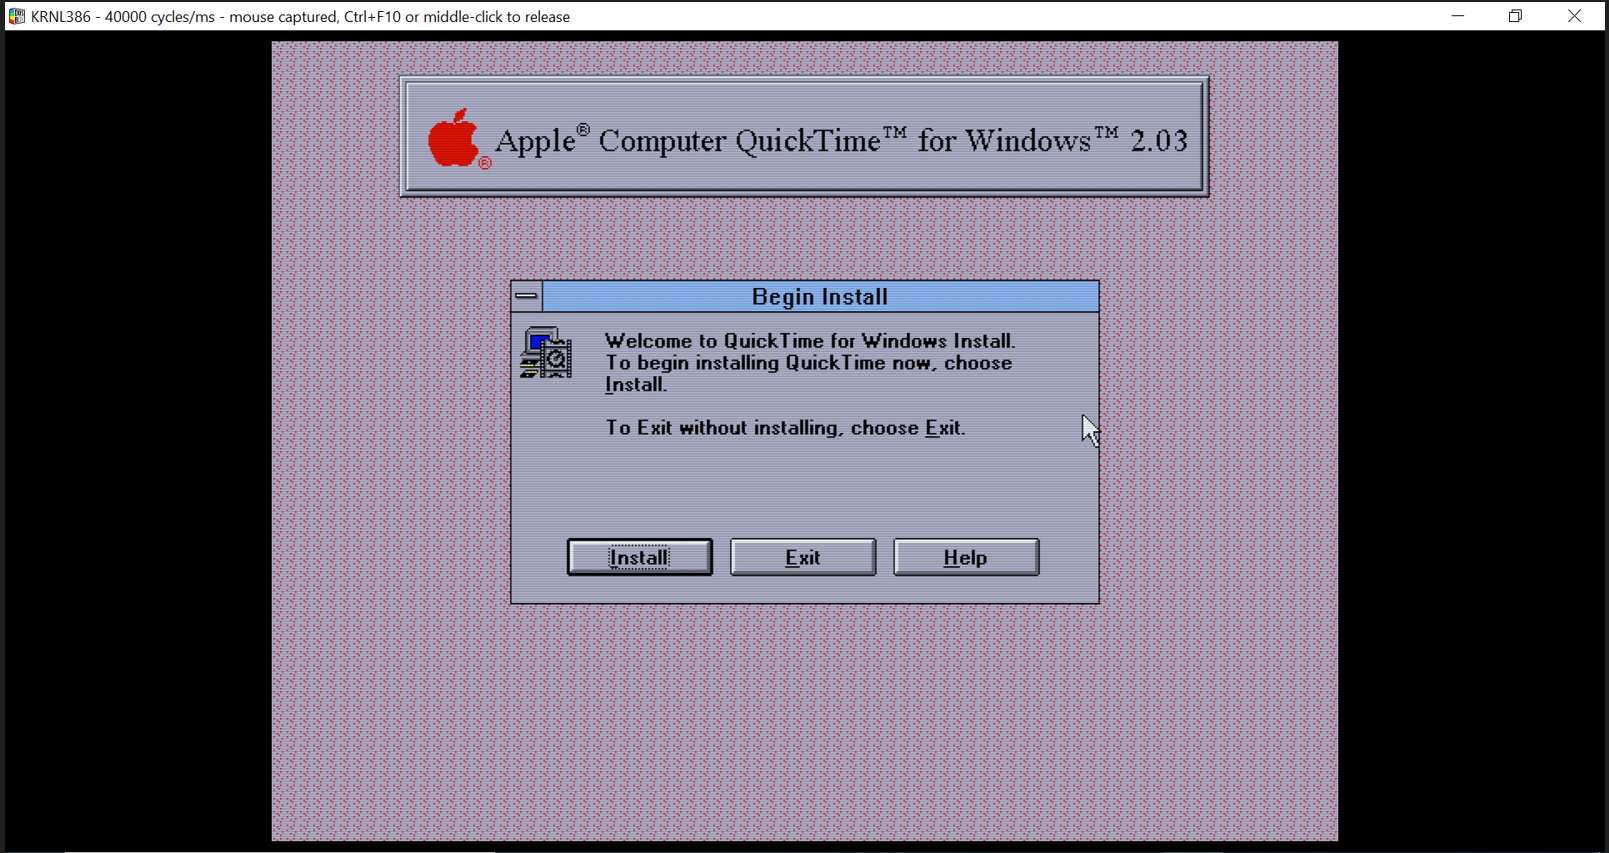 KRNL386 - 40000 cycles/ms - mouse captured, Ctrl+F10 or middle-click to release
Apple® Computer QuickTime™ for Windows™ 2.03
®
Begin Install
Welcome to QuickTime for Windows Install.
To begin installing QuickTime now, choose
Install.
To Exit without installing, choose Exit.
Install
Exit
Help